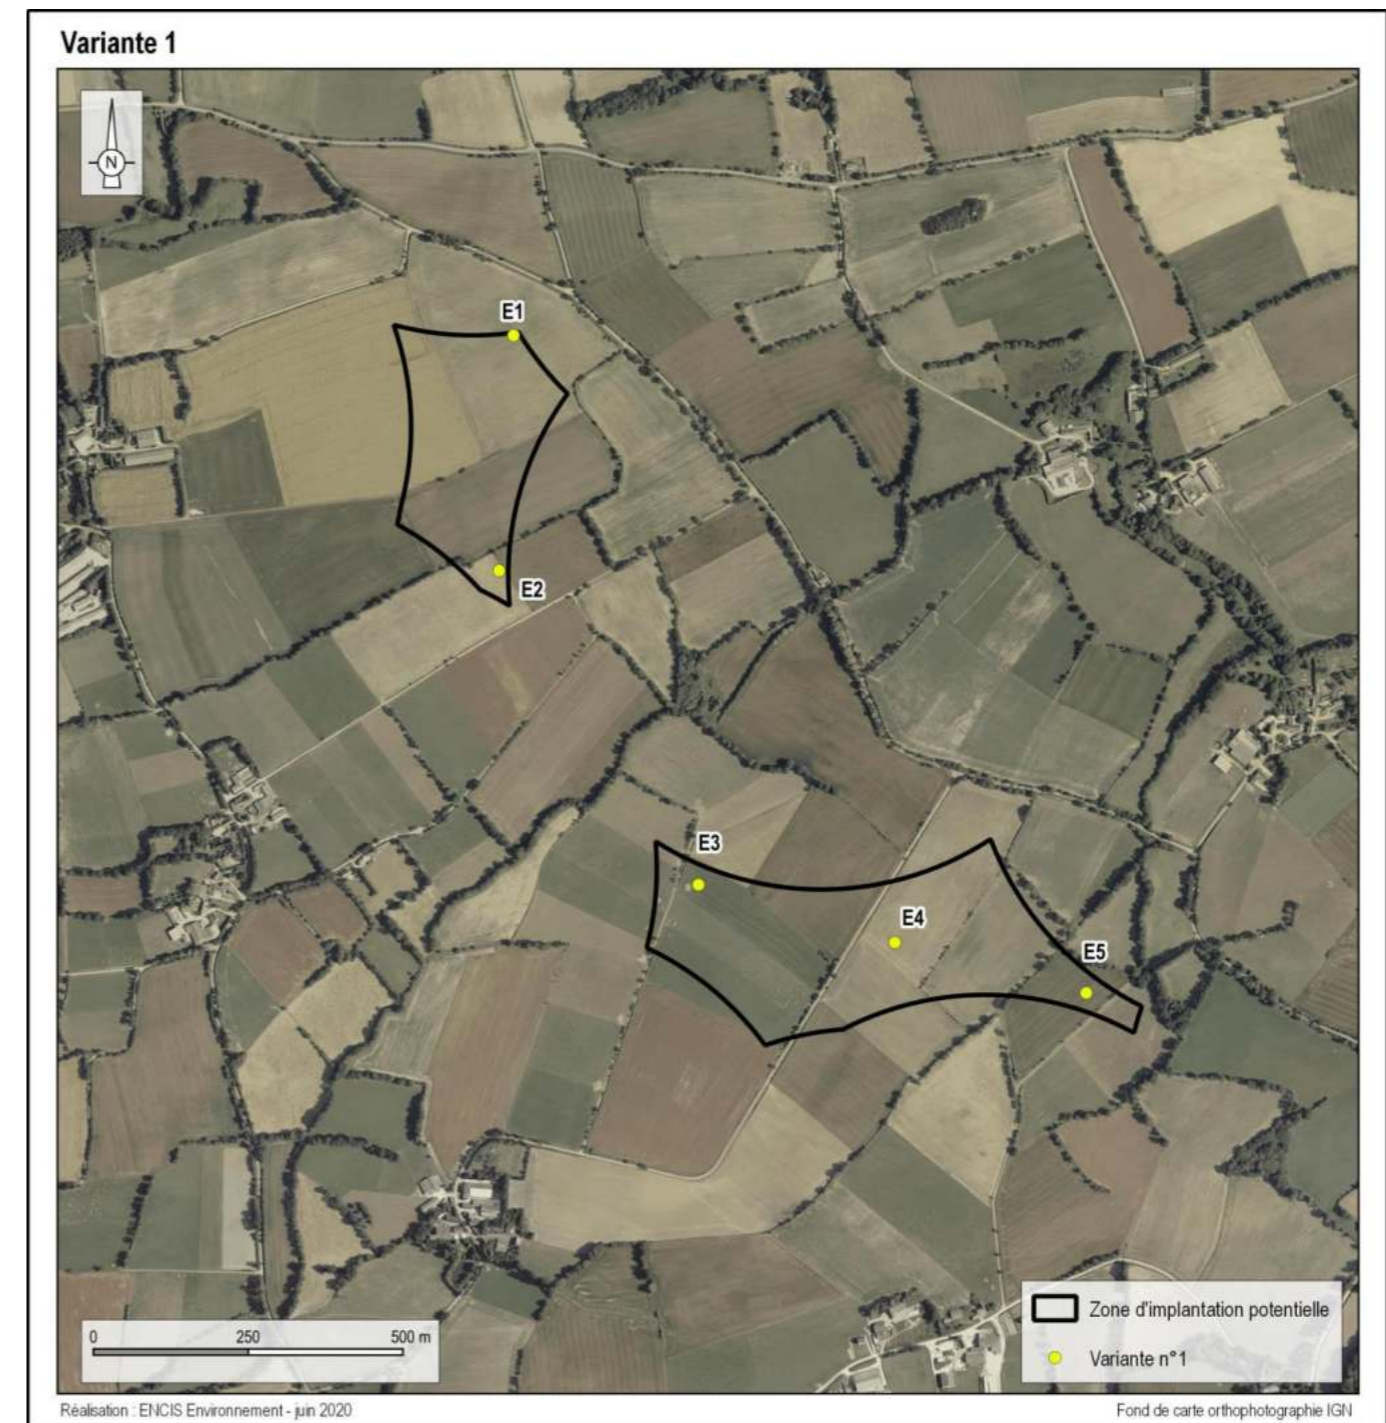 Variante 1
N
E1
E2
E3
E4
E5
0 250 500 m
Zone d'implantation potentielle
Variante n°1
Réalisation : ENCIS Environnement - juin 2020
Fond de carte orthophotographie IGN